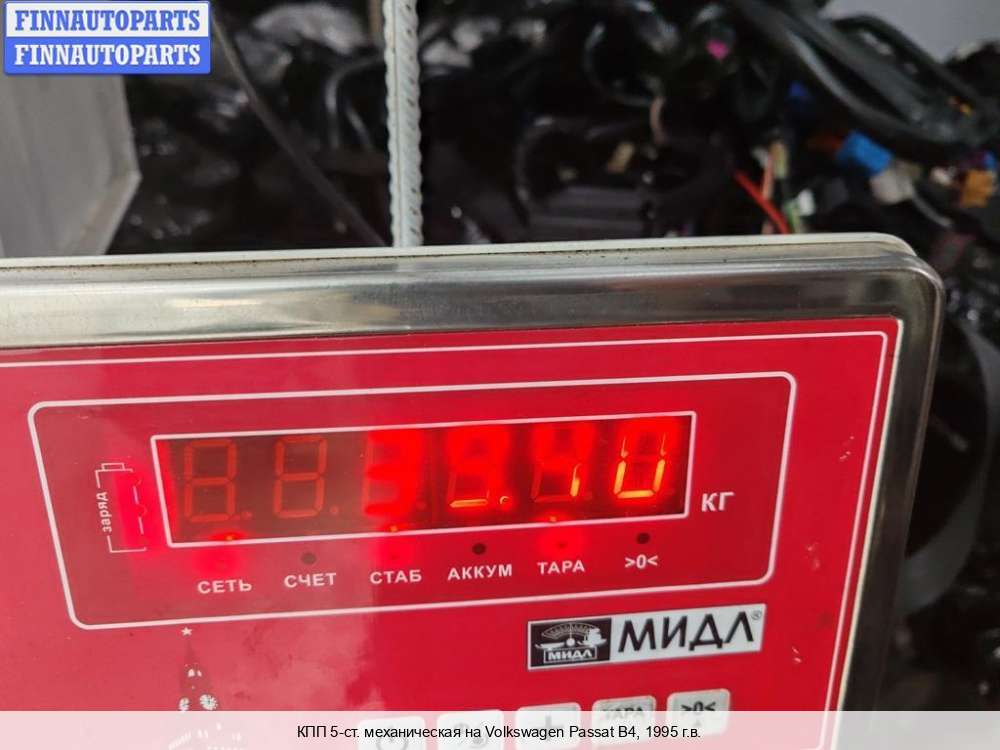 FINNAUTOPARTS
FINNAUTOPARTS
заряд
КГ
СЕТЬ СЧЕТ СТАБ АККУМ ТАРА >0<
МИДЛ МИДЛ®
ТАРА >0<
КПП 5-ст. механическая на Volkswagen Passat B4, 1995 г.в.